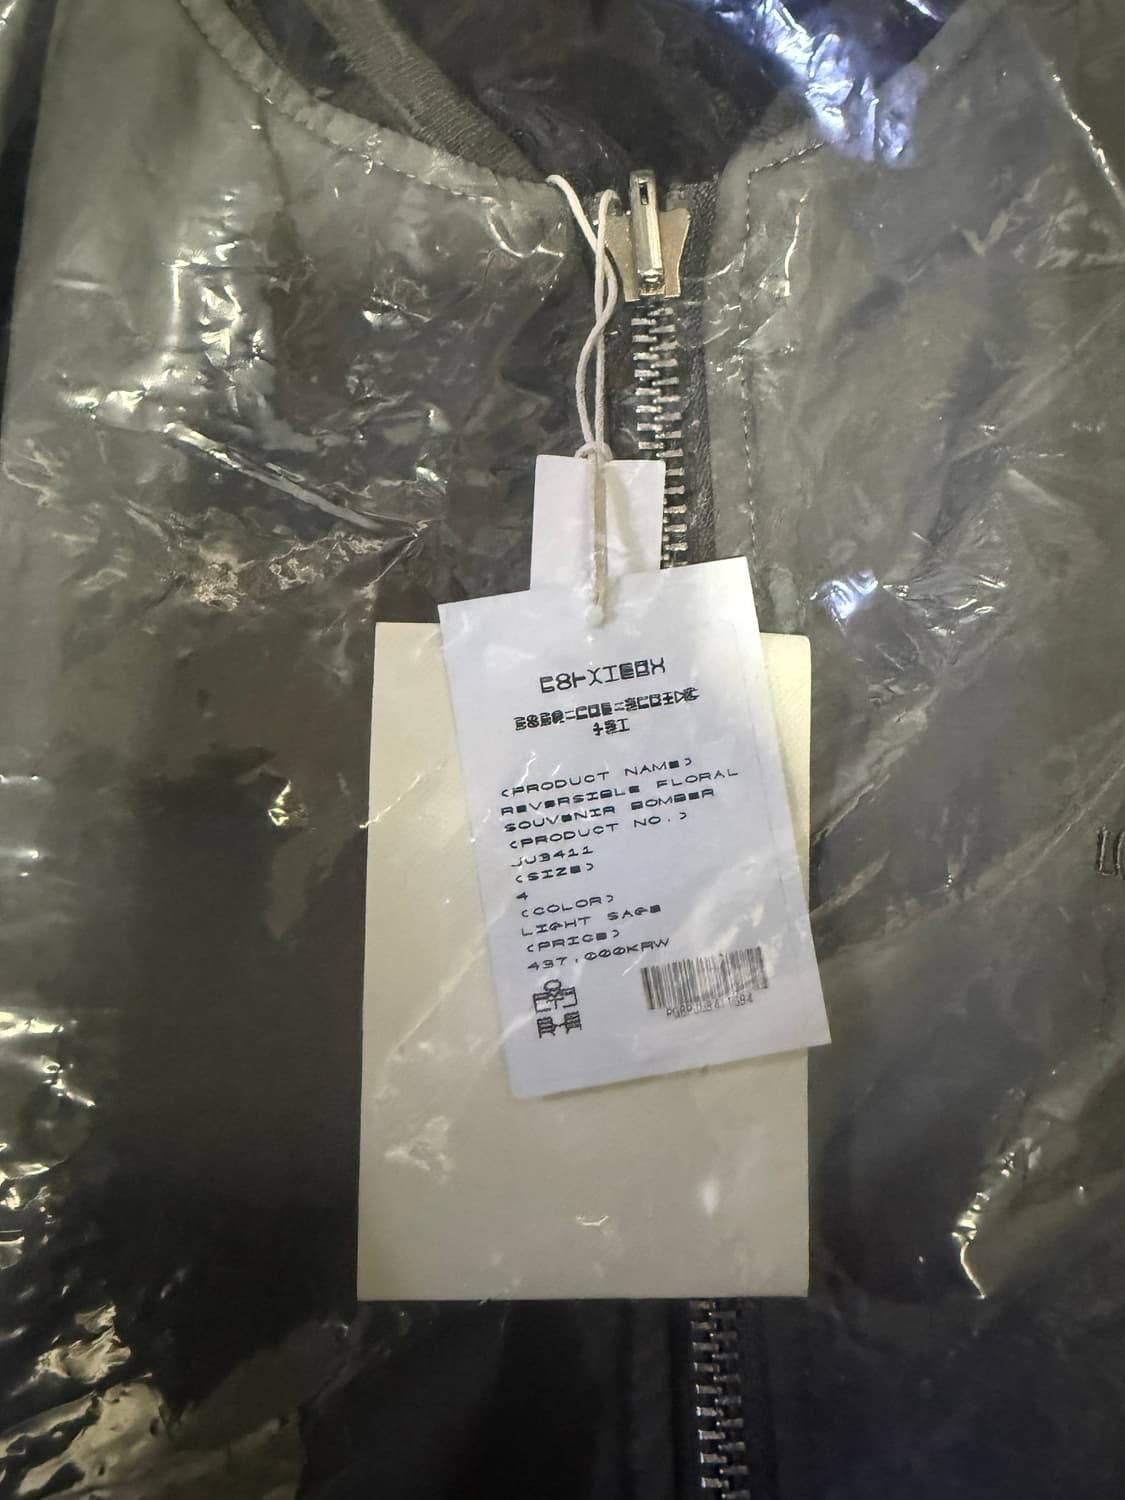 <PRODUCT NAME>
REVERSIBLE FLORAL
SOUVENIR BOMBER
<PRODUCT NO.>
JU3411
<SIZE>
4
<COLOR>
LIGHT SAGE
<PRICE>
437,000KRW